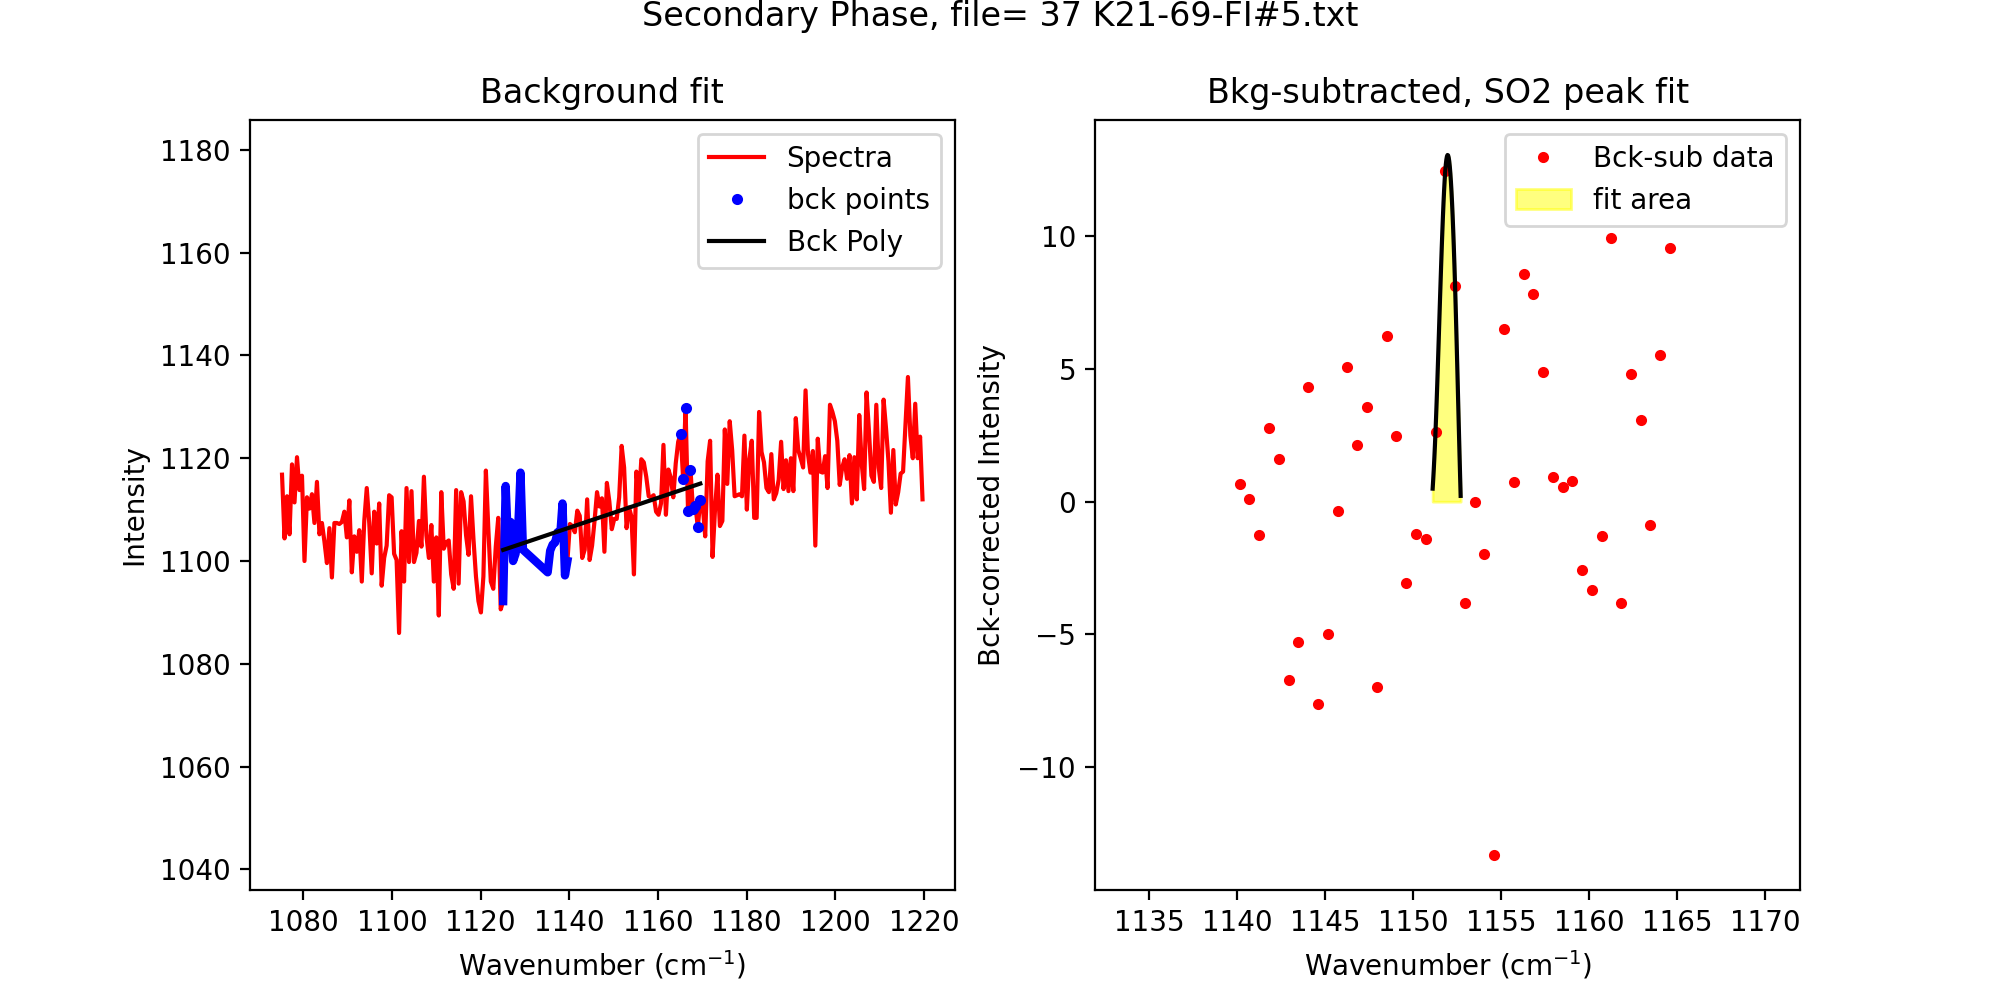 Secondary Phase, file= 37 K21-69-FI#5.txt
Background fit
Spectra
bck points
Bck Poly
1180
1160
1140
1120
1100
1080
1060
1040
Intensity
1080 1100 1120 1140 1160 1180 1200 1220
Wavenumber (cm⁻¹)
Bkg-subtracted, SO2 peak fit
Bck-sub data
fit area
10
5
0
−5
−10
Bck-corrected Intensity
1135 1140 1145 1150 1155 1160 1165 1170
Wavenumber (cm⁻¹)